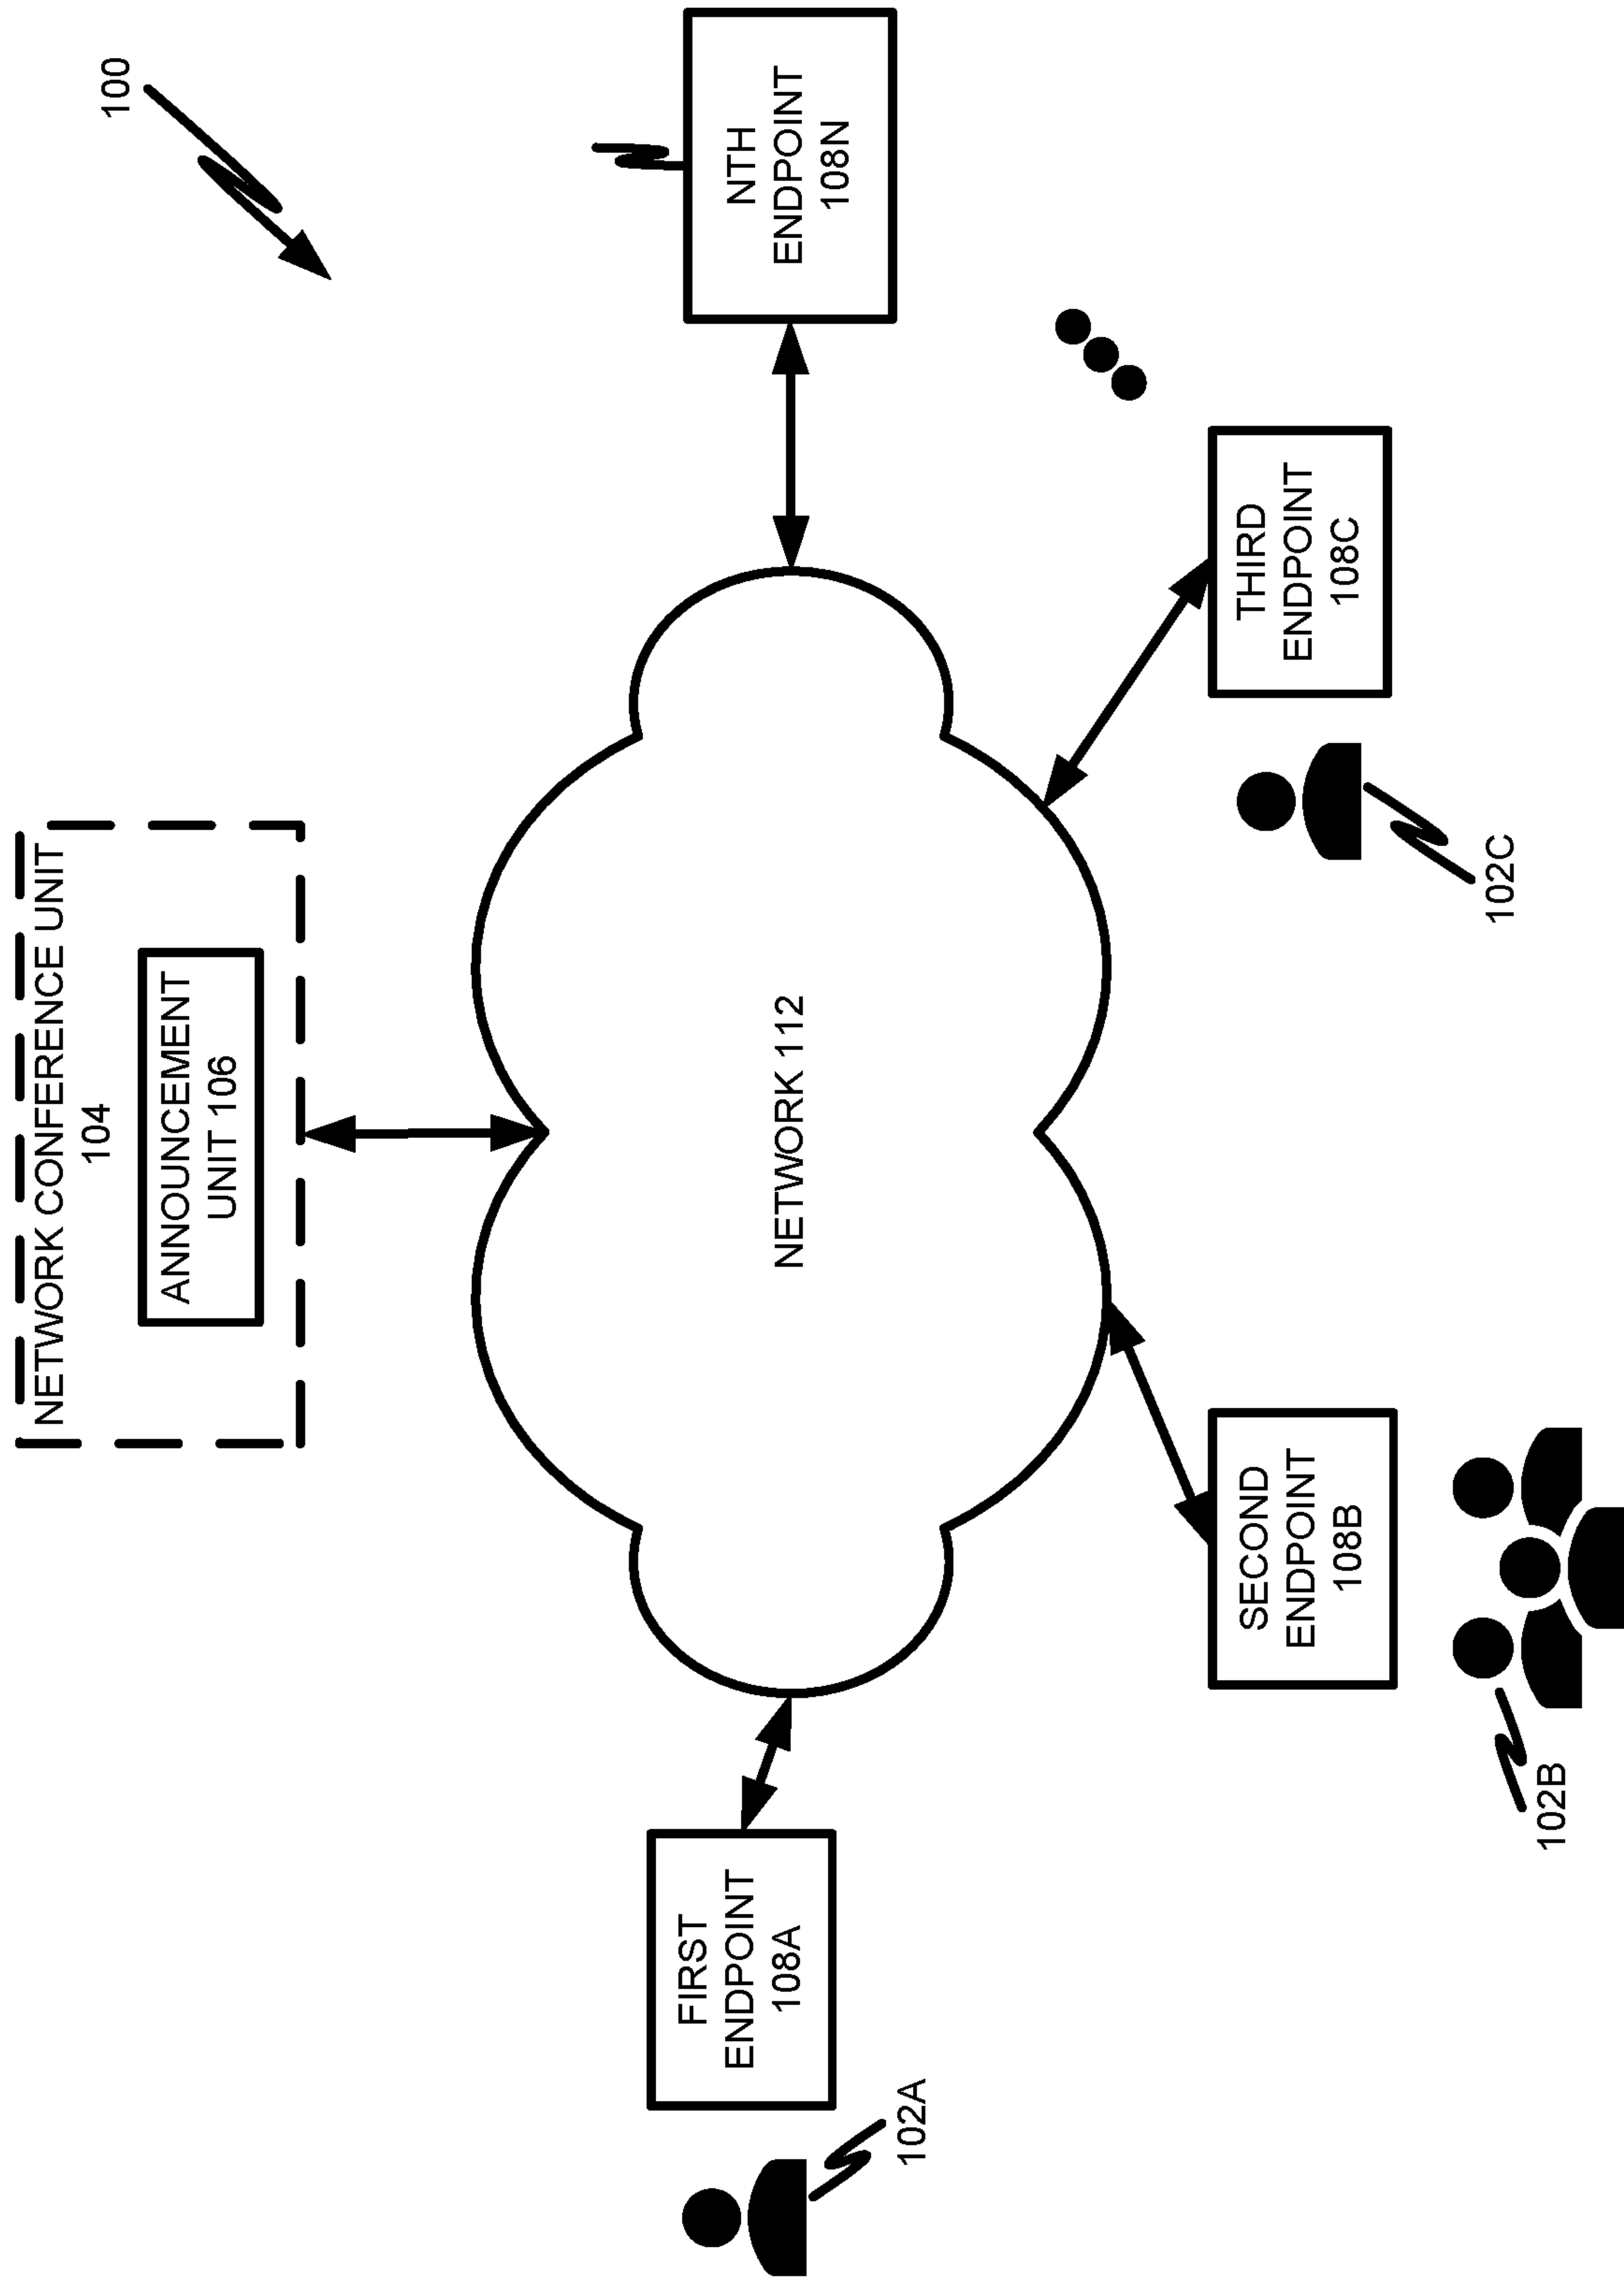 100
NETWORK CONFERENCE UNIT
104
ANNOUNCEMENT
UNIT 106
NTH
ENDPOINT
108N
NETWORK 112
FIRST
ENDPOINT
108A
102A
SECOND
ENDPOINT
108B
102B
THIRD
ENDPOINT
108C
102C